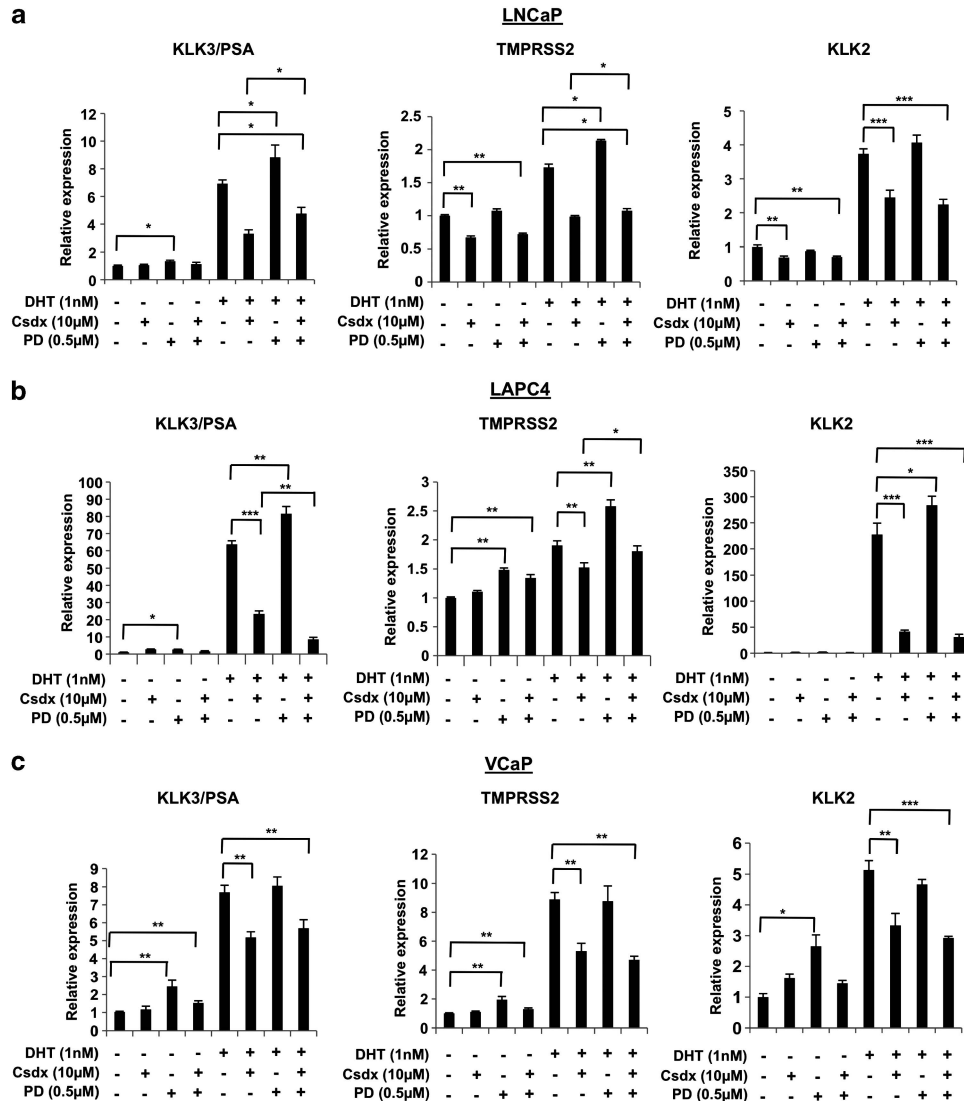 a
LNCaP
KLK3/PSA
TMPRSS2
KLK2
Relative expression
12
10
8
6
4
2
0
*
*
*
*
Relative expression
2.5
2
1.5
1
0.5
0
**
**
*
*
*
Relative expression
5
4
3
2
1
0
**
**
***
***
DHT (1nM) - - - - + + + +
Csdx (10µM) - + - + - + - +
PD (0.5µM) - - + + - - + +
DHT (1nM) - - - - + + + +
Csdx (10µM) - + - + - + - +
PD (0.5µM) - - + + - - + +
DHT (1nM) - - - - + + + +
Csdx (10µM) - + - + - + - +
PD (0.5µM) - - + + - - + +
b
LAPC4
KLK3/PSA
TMPRSS2
KLK2
Relative expression
100
90
80
70
60
50
40
30
20
10
0
*
**
***
**
Relative expression
3
2.5
2
1.5
1
0.5
0
**
**
**
**
*
Relative expression
350
300
250
200
150
100
50
0
***
*
***
DHT (1nM) - - - - + + + +
Csdx (10µM) - + - + - + - +
PD (0.5µM) - - + + - - + +
DHT (1nM) - - - - + + + +
Csdx (10µM) - + - + - + - +
PD (0.5µM) - - + + - - + +
DHT (1nM) - - - - + + + +
Csdx (10µM) - + - + - + - +
PD (0.5µM) - - + + - - + +
c
VCaP
KLK3/PSA
TMPRSS2
KLK2
Relative expression
9
8
7
6
5
4
3
2
1
0
**
**
**
**
Relative expression
12
10
8
6
4
2
0
**
**
**
**
Relative expression
6
5
4
3
2
1
0
*
**
***
DHT (1nM) - - - - + + + +
Csdx (10µM) - + - + - + - +
PD (0.5µM) - - + + - - + +
DHT (1nM) - - - - + + + +
Csdx (10µM) - + - + - + - +
PD (0.5µM) - - + + - - + +
DHT (1nM) - - - - + + + +
Csdx (10µM) - + - + - + - +
PD (0.5µM) - - + + - - + +